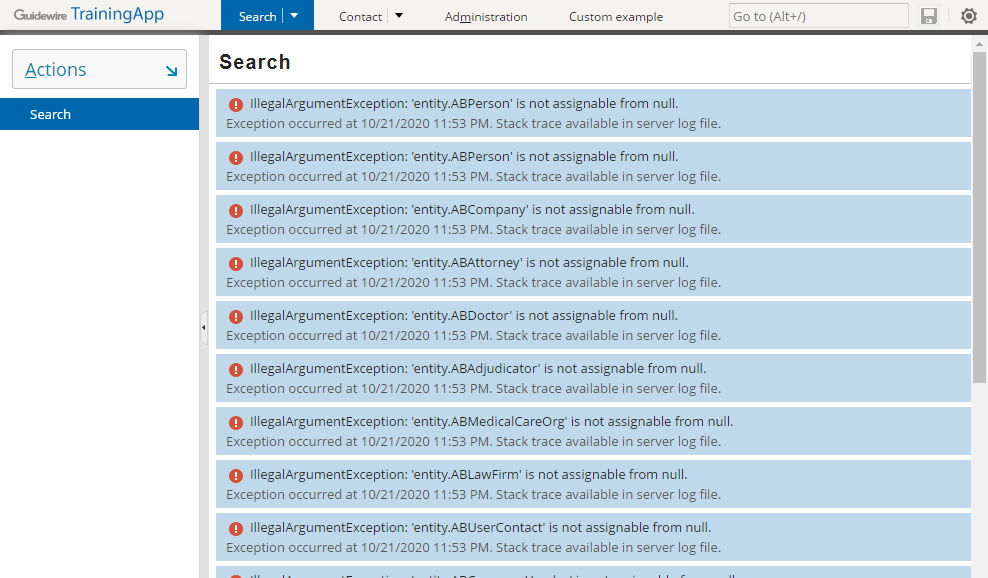 Guidewire TrainingApp Search Contact Administration Custom example Go to (Alt+/)
Actions
Search
Search
IllegalArgumentException: 'entity.ABPerson' is not assignable from null.
Exception occurred at 10/21/2020 11:53 PM. Stack trace available in server log file.
IllegalArgumentException: 'entity.ABPerson' is not assignable from null.
Exception occurred at 10/21/2020 11:53 PM. Stack trace available in server log file.
IllegalArgumentException: 'entity.ABCompany' is not assignable from null.
Exception occurred at 10/21/2020 11:53 PM. Stack trace available in server log file.
IllegalArgumentException: 'entity.ABAttorney' is not assignable from null.
Exception occurred at 10/21/2020 11:53 PM. Stack trace available in server log file.
IllegalArgumentException: 'entity.ABDoctor' is not assignable from null.
Exception occurred at 10/21/2020 11:53 PM. Stack trace available in server log file.
IllegalArgumentException: 'entity.ABAdjudicator' is not assignable from null.
Exception occurred at 10/21/2020 11:53 PM. Stack trace available in server log file.
IllegalArgumentException: 'entity.ABMedicalCareOrg' is not assignable from null.
Exception occurred at 10/21/2020 11:53 PM. Stack trace available in server log file.
IllegalArgumentException: 'entity.ABLawFirm' is not assignable from null.
Exception occurred at 10/21/2020 11:53 PM. Stack trace available in server log file.
IllegalArgumentException: 'entity.ABUserContact' is not assignable from null.
Exception occurred at 10/21/2020 11:53 PM. Stack trace available in server log file.